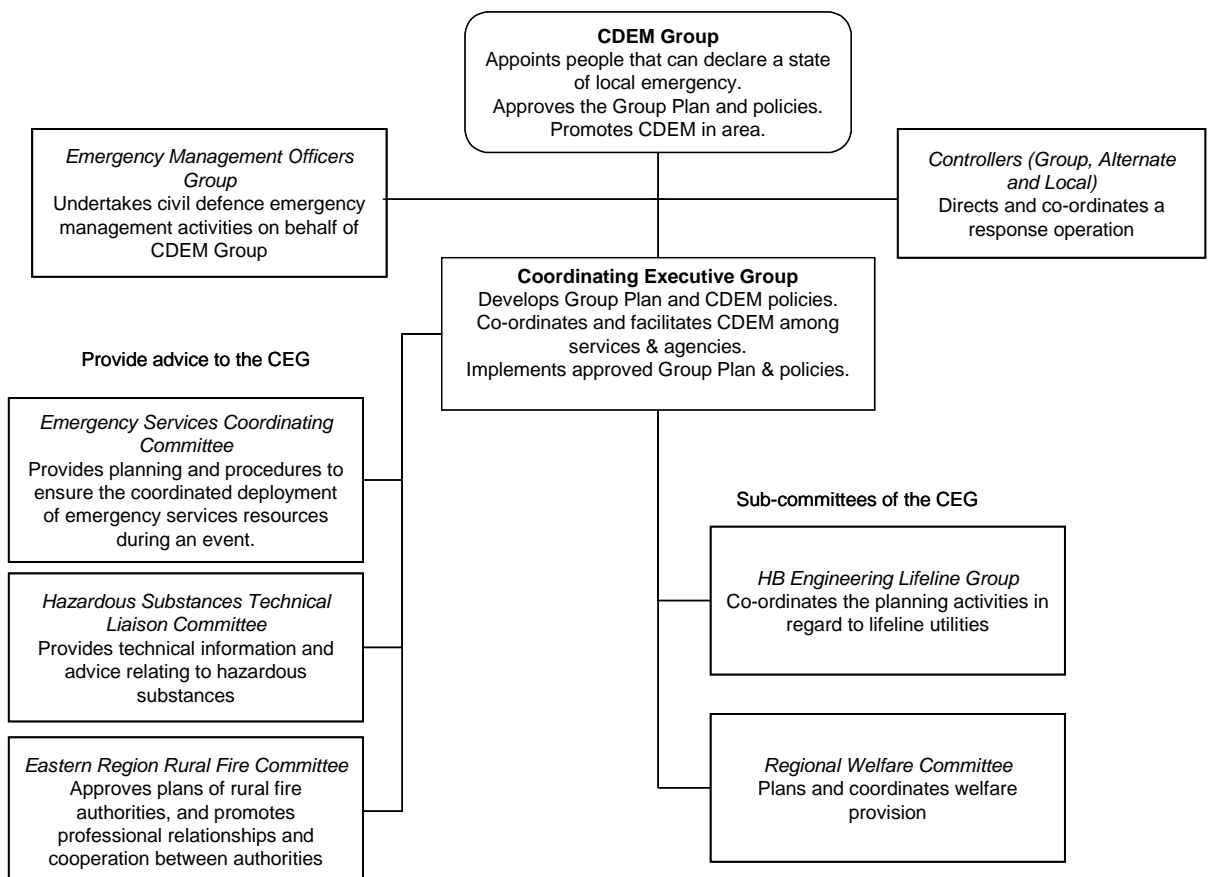 CDEM Group
Appoints people that can declare a state
of local emergency.
Approves the Group Plan and policies.
Promotes CDEM in area.
Emergency Management Officers
Group
Undertakes civil defence emergency
management activities on behalf of
CDEM Group
Controllers (Group, Alternate
and Local)
Directs and co-ordinates a
response operation
Coordinating Executive Group
Develops Group Plan and CDEM policies.
Co-ordinates and facilitates CDEM among
services & agencies.
Implements approved Group Plan & policies.
Provide advice to the CEG
Emergency Services Coordinating
Committee
Provides planning and procedures to
ensure the coordinated deployment
of emergency services resources
during an event.
Hazardous Substances Technical
Liaison Committee
Provides technical information and
advice relating to hazardous
substances
Eastern Region Rural Fire Committee
Approves plans of rural fire
authorities, and promotes
professional relationships and
cooperation between authorities
Sub-committees of the CEG
HB Engineering Lifeline Group
Co-ordinates the planning activities in
regard to lifeline utilities
Regional Welfare Committee
Plans and coordinates welfare
provision